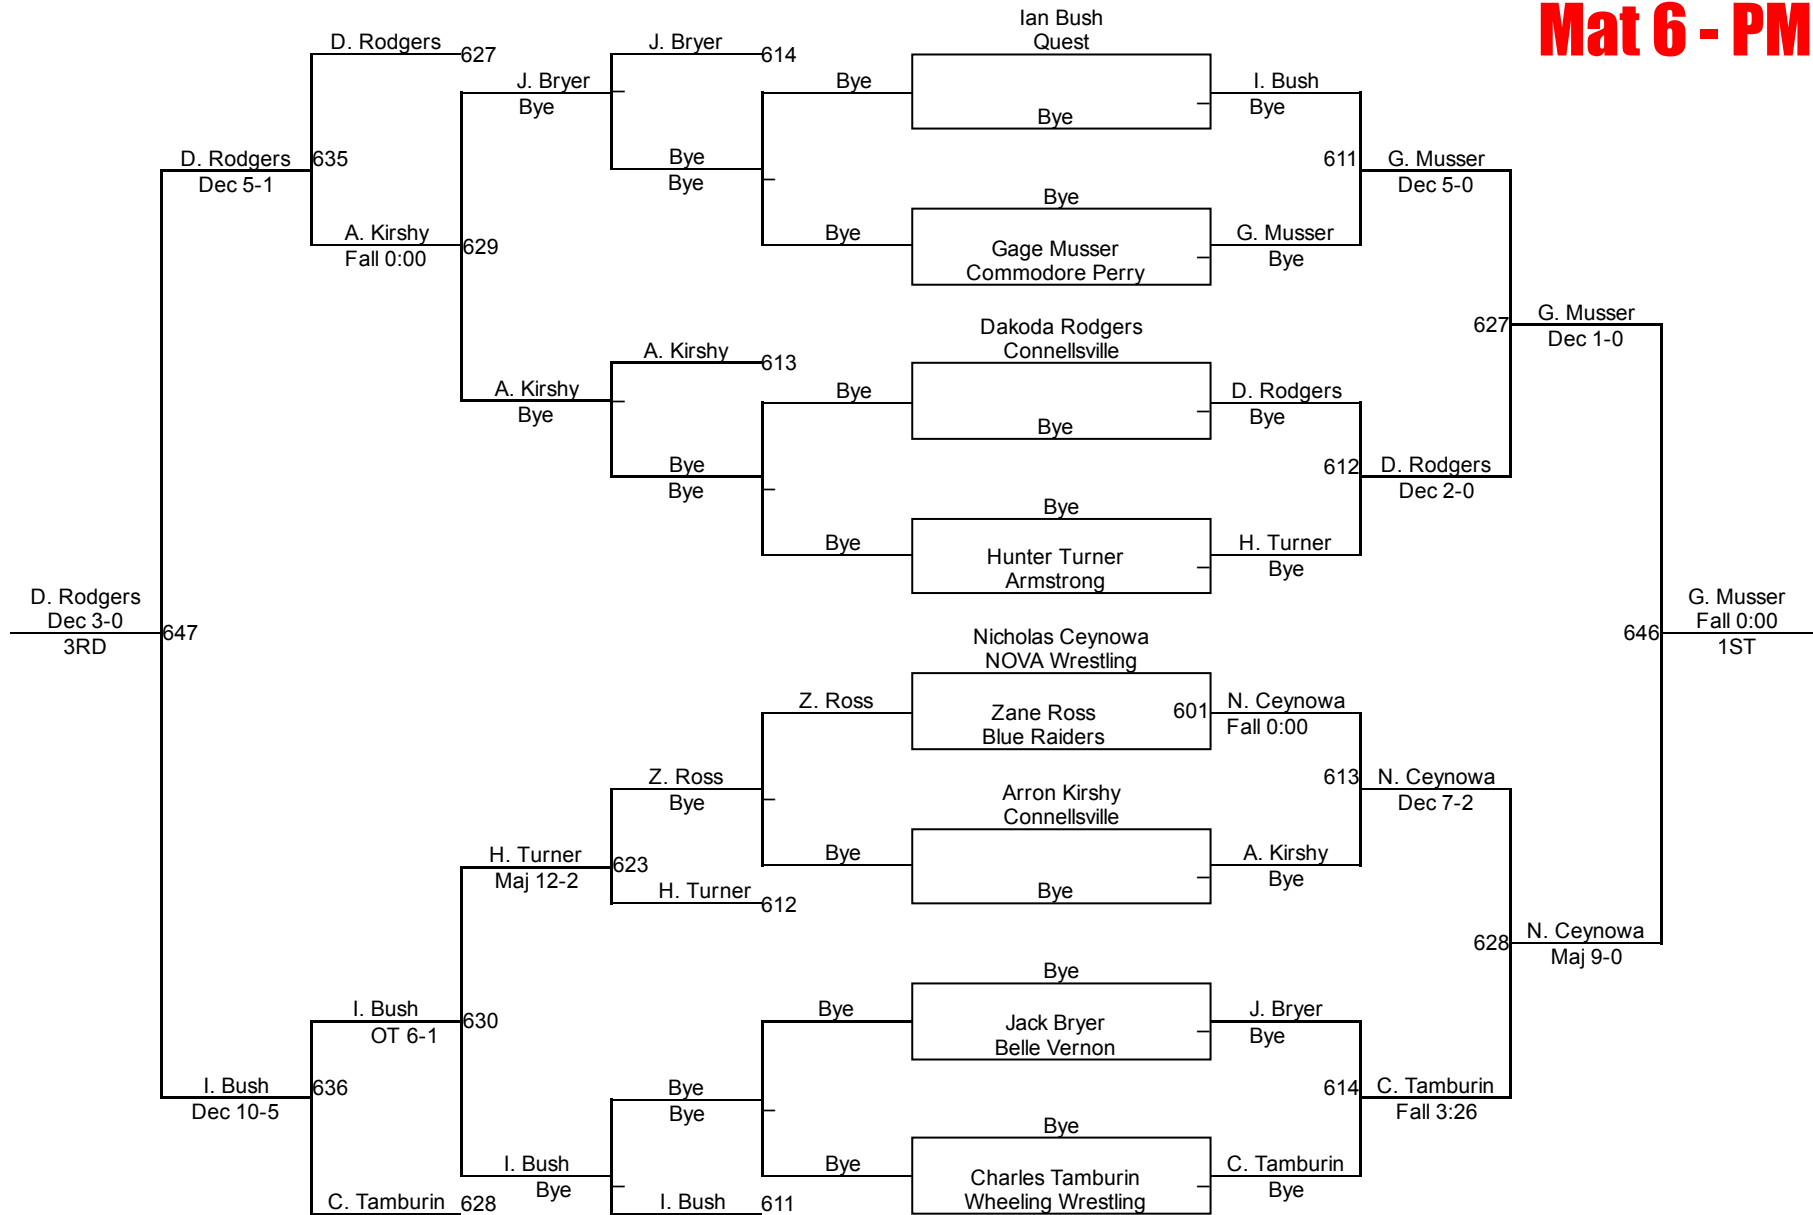 Mat 6 - PM
Ian Bush
Quest
D. Rodgers
627
J. Bryer
614
J. Bryer
Bye
Bye
Bye
I. Bush
Bye
D. Rodgers
Dec 5-1
635
Bye
Bye
611
G. Musser
Dec 5-0
Bye
A. Kirshy
Fall 0:00
629
Bye
Gage Musser
Commodore Perry
G. Musser
Bye
627
G. Musser
Dec 1-0
Dakoda Rodgers
Connellsville
A. Kirshy
613
A. Kirshy
Bye
Bye
Bye
D. Rodgers
Bye
Bye
Bye
612
D. Rodgers
Dec 2-0
Bye
Bye
Hunter Turner
Armstrong
H. Turner
Bye
D. Rodgers
Dec 3-0
3RD
647
646
G. Musser
Fall 0:00
1ST
Nicholas Ceynowa
NOVA Wrestling
Z. Ross
Zane Ross
Blue Raiders
601
N. Ceynowa
Fall 0:00
Z. Ross
Bye
613
N. Ceynowa
Dec 7-2
Arron Kirshy
Connellsville
H. Turner
Maj 12-2
623
Bye
Bye
A. Kirshy
Bye
H. Turner
612
628
N. Ceynowa
Maj 9-0
Bye
I. Bush
OT 6-1
630
Bye
Jack Bryer
Belle Vernon
J. Bryer
Bye
I. Bush
Dec 10-5
636
Bye
Bye
614
C. Tamburin
Fall 3:26
Bye
I. Bush
Bye
Bye
Charles Tamburin
Wheeling Wrestling
C. Tamburin
Bye
C. Tamburin
628
I. Bush
611